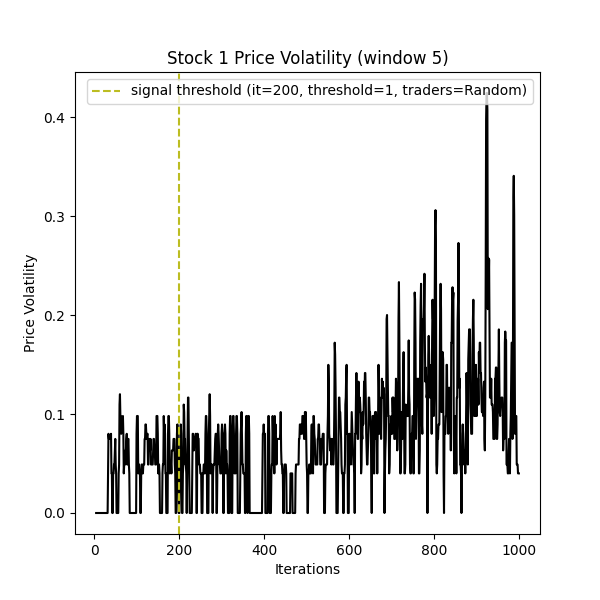 Stock 1 Price Volatility (window 5)
signal threshold (it=200, threshold=1, traders=Random)
Price Volatility
0.4
0.3
0.2
0.1
0.0
0
200
400
600
800
1000
Iterations